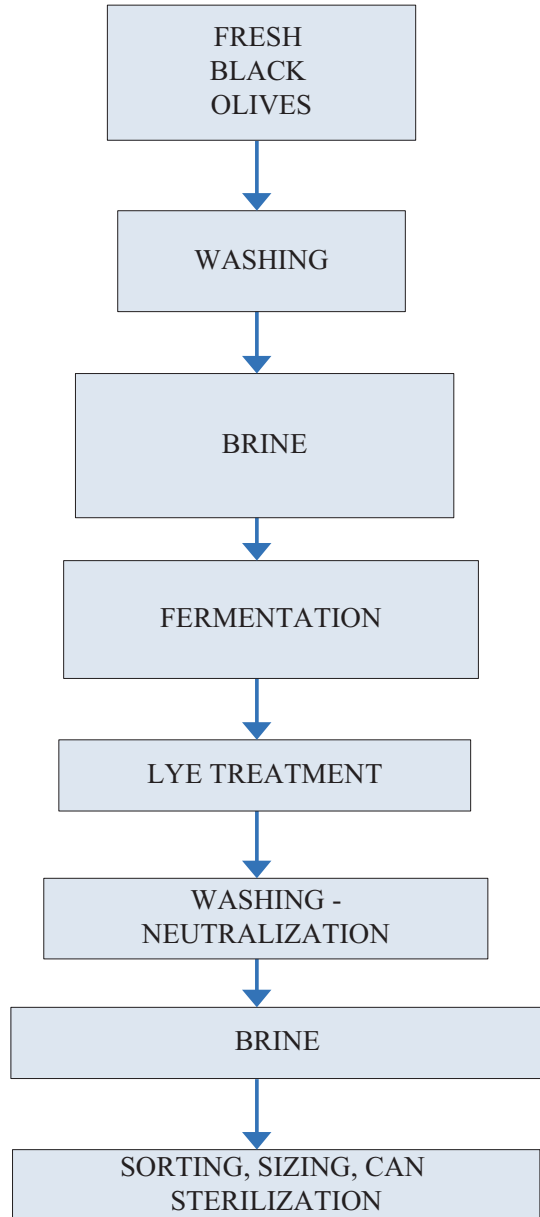 FRESH
BLACK
OLIVES
WASHING
BRINE
FERMENTATION
LYE TREATMENT
WASHING -
NEUTRALIZATION
BRINE
SORTING, SIZING, CAN
STERILIZATION